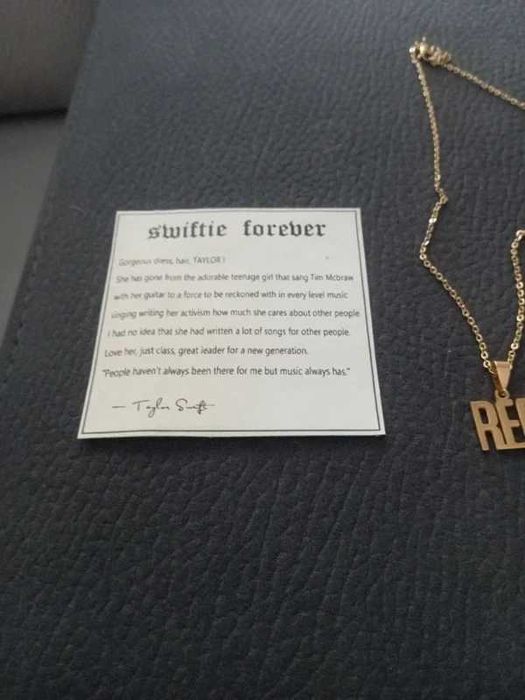 swiftie forever
Gorgeous dress, hair, TAYLOR !
She has gone from the adorable teenage girl that sang Tim Mcbraw
with her guitar to a force to be reckoned with in every level music
singing writing her activism how much she cares about other people
I had no idea that she had written a lot of songs for other people.
Love her, just class, great leader for a new generation.
"People haven't always been there for me but music always has."
— Taylor Swift
RE